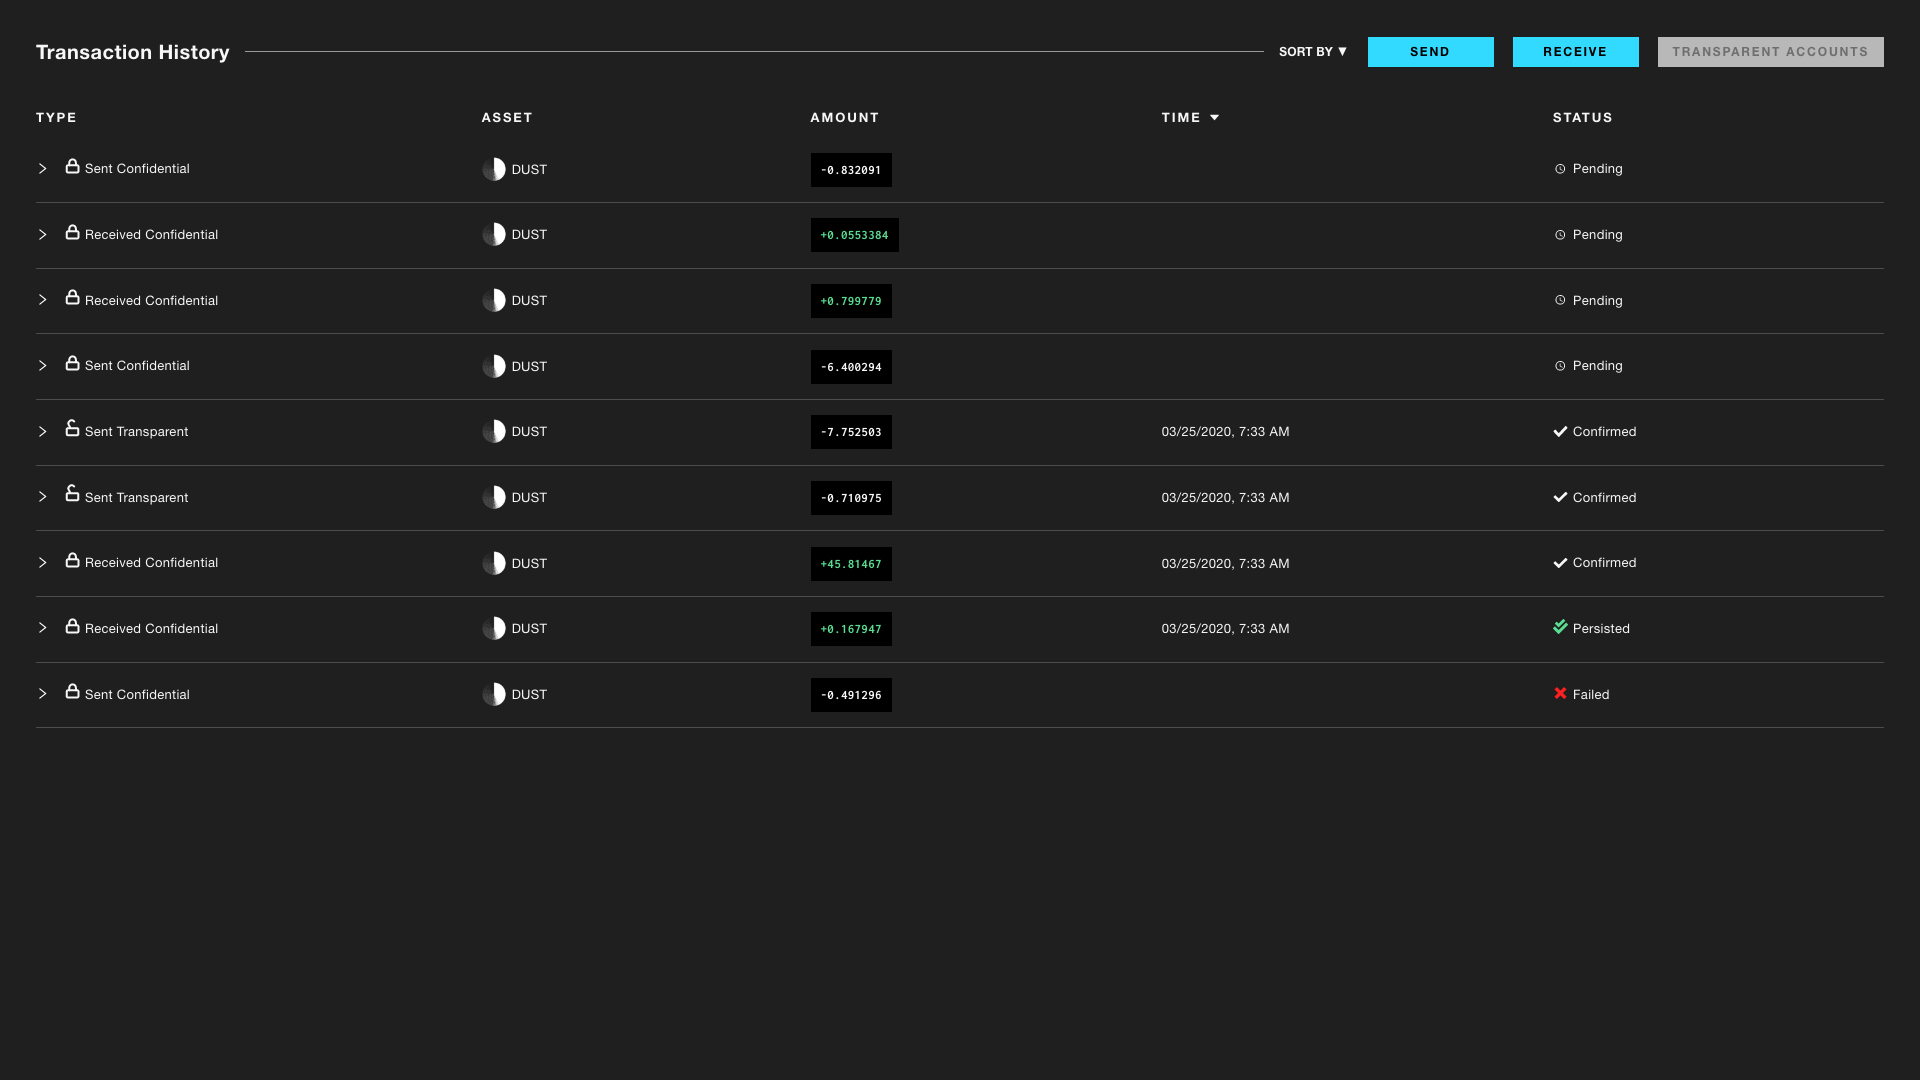 Transaction History SORT BY ▼ SEND RECEIVE TRANSPARENT ACCOUNTS
TYPE ASSET AMOUNT TIME ▼ STATUS
Sent Confidential DUST -0.832091 Pending
Received Confidential DUST +0.0553384 Pending
Received Confidential DUST +0.799779 Pending
Sent Confidential DUST -6.400294 Pending
Sent Transparent DUST -7.752503 03/25/2020, 7:33 AM Confirmed
Sent Transparent DUST -0.710975 03/25/2020, 7:33 AM Confirmed
Received Confidential DUST +45.81467 03/25/2020, 7:33 AM Confirmed
Received Confidential DUST +0.167947 03/25/2020, 7:33 AM Persisted
Sent Confidential DUST -0.491296 Failed